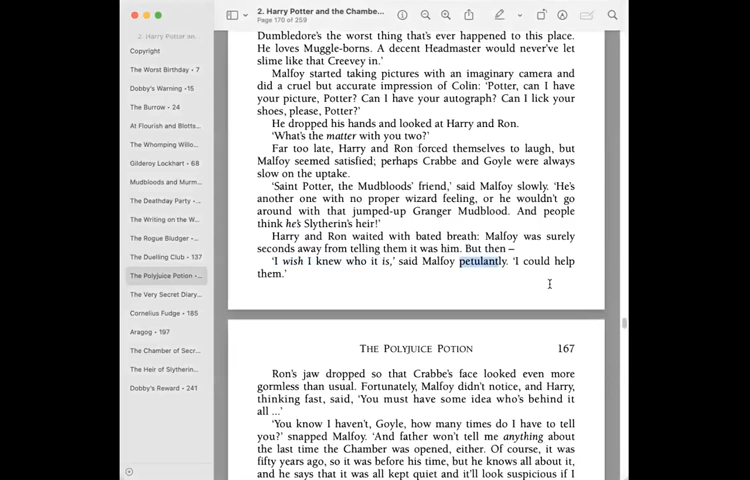 2. Harry Potter and the Chambe...
Page 170 of 259
2. Harry Potter an...
Copyright
The Worst Birthday • 7
Dobby's Warning • 15
The Burrow • 24
At Flourish and Blotts...
The Whomping Willo...
Gilderoy Lockhart • 68
Mudbloods and Murm...
The Deathday Party •...
The Writing on the W...
The Rogue Bludger •...
The Duelling Club • 137
The Polyjuice Potion •...
The Very Secret Diary...
Cornelius Fudge • 185
Aragog • 197
The Chamber of Secr...
The Heir of Slytherin...
Dobby's Reward • 241
Dumbledore's the worst thing that's ever happened to this place.
He loves Muggle-borns. A decent Headmaster would never've let
slime like that Creevey in.'
Malfoy started taking pictures with an imaginary camera and
did a cruel but accurate impression of Colin: 'Potter, can I have
your picture, Potter? Can I have your autograph? Can I lick your
shoes, please, Potter?'
He dropped his hands and looked at Harry and Ron.
'What's the matter with you two?'
Far too late, Harry and Ron forced themselves to laugh, but
Malfoy seemed satisfied; perhaps Crabbe and Goyle were always
slow on the uptake.
'Saint Potter, the Mudbloods' friend,' said Malfoy slowly. 'He's
another one with no proper wizard feeling, or he wouldn't go
around with that jumped-up Granger Mudblood. And people
think he's Slytherin's heir!'
Harry and Ron waited with bated breath: Malfoy was surely
seconds away from telling them it was him. But then –
'I wish I knew who it is,' said Malfoy petulantly. 'I could help
them.'
THE POLYJUICE POTION 167
Ron's jaw dropped so that Crabbe's face looked even more
gormless than usual. Fortunately, Malfoy didn't notice, and Harry,
thinking fast, said, 'You must have some idea who's behind it
all ...'
'You know I haven't, Goyle, how many times do I have to tell
you?' snapped Malfoy. 'And father won't tell me anything about
the last time the Chamber was opened, either. Of course, it was
fifty years ago, so it was before his time, but he knows all about it,
and he says that it was all kept quiet and it'll look suspicious if I